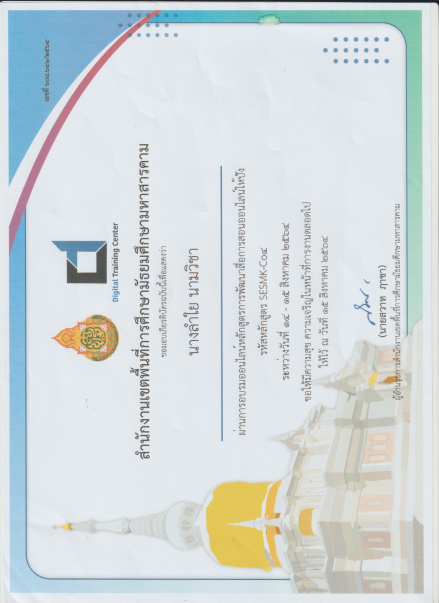 เลขที่ ๒๐๔๕๒๑/๒๕๖๔
Digital Training Center
สำนักงานเขตพื้นที่การศึกษามัธยมศึกษามหาสารคาม
ขอมอบเกียรติบัตรฉบับนี้เพื่อแสดงว่า
นางลำไย นามวิชา
ผ่านการอบรมออนไลน์หลักสูตรการพัฒนาสื่อการสอนออนไลน์ให้ปัง
รหัสหลักสูตร SESMK-Co๔
ระหว่างวันที่ ๑๔ - ๑๕ สิงหาคม ๒๕๖๔
ขอให้มีความสุข ความเจริญในหน้าที่การงานตลอดไป
ให้ไว้ ณ วันที่ ๑๕ สิงหาคม ๒๕๖๔
ผู้อำนวยการสำนักงานเขตพื้นที่การศึกษามัธยมศึกษามหาสารคาม